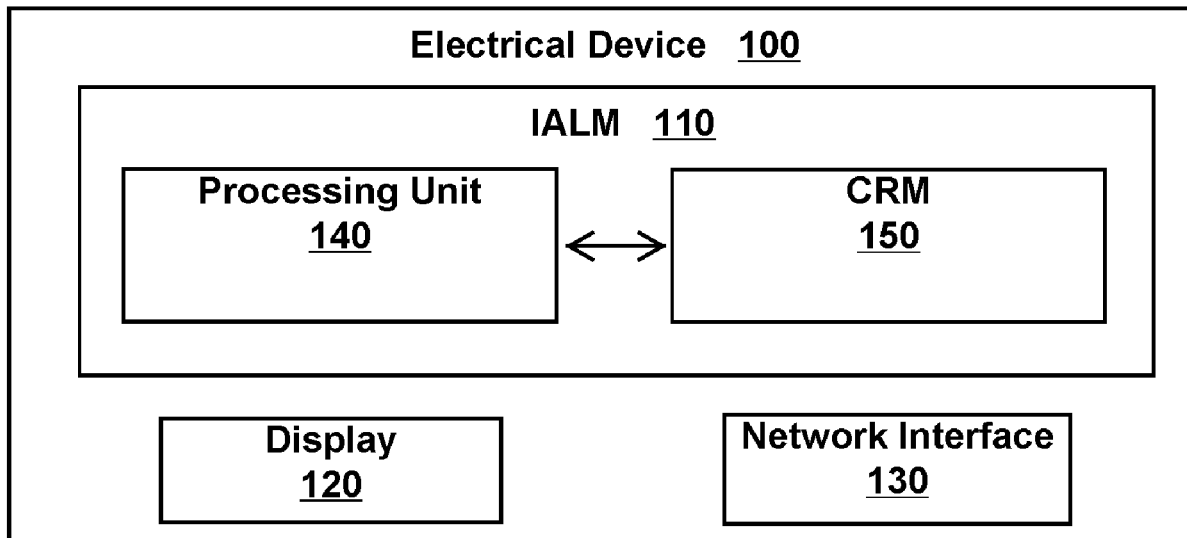 Electrical Device 100
IALM 110
Processing Unit
140
CRM
150
Display
120
Network Interface
130